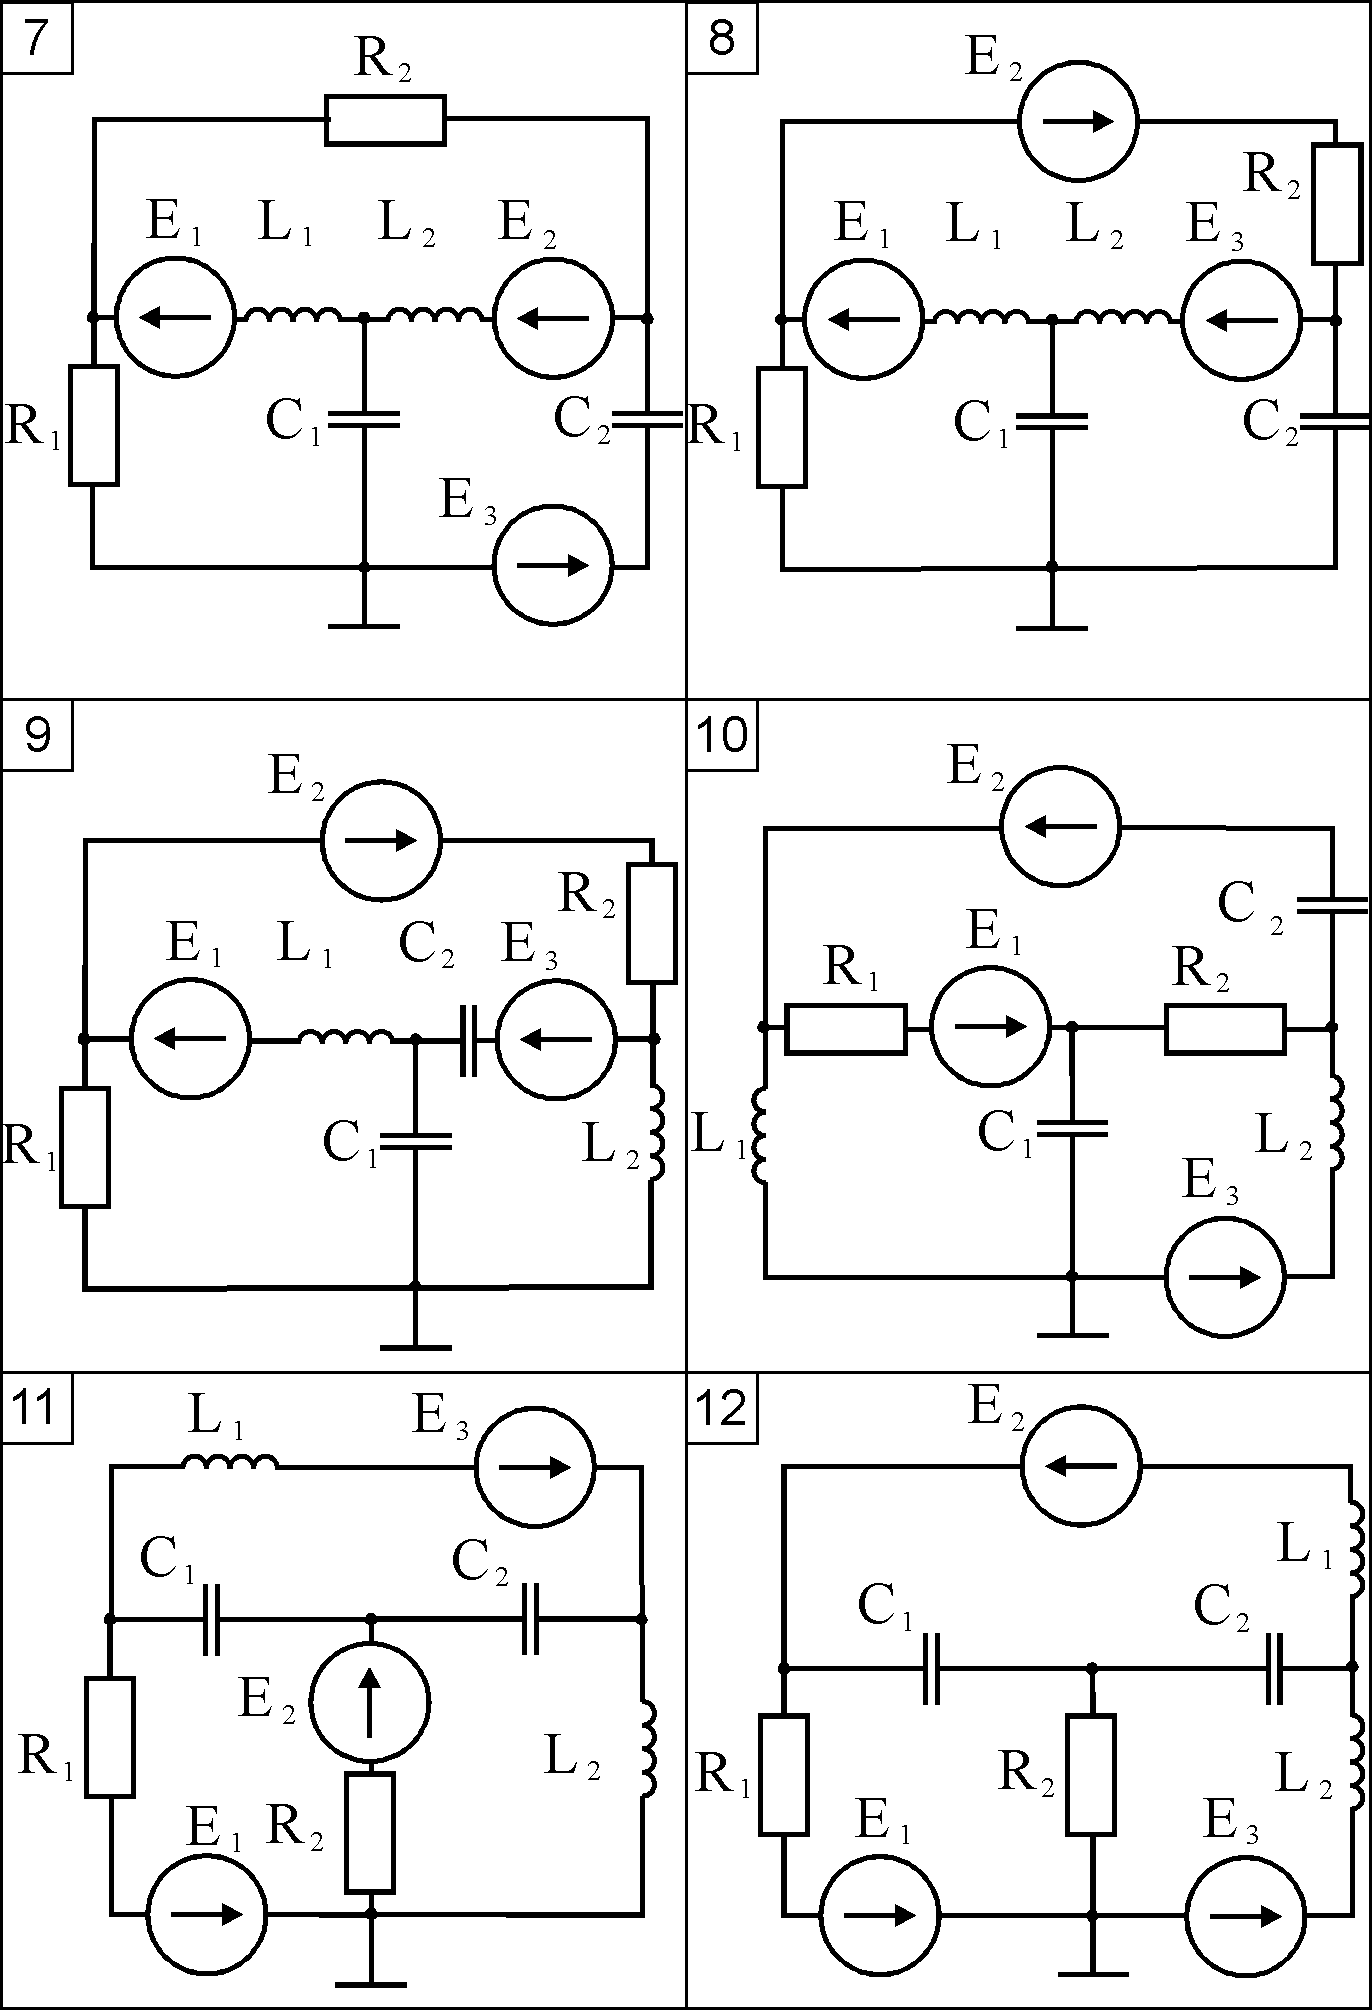 7
R2
E1 L1 L2 E2
R1 C1 C2
E3
8
E2
R2
E1 L1 L2 E3
R1 C1 C2
9
E2
R2
E1 L1 C2 E3
R1 C1 L2
10
E2
C2
E1
R1 R2
L1 C1 L2
E3
11
L1 E3
C1 C2
E2
R1 L2
E1 R2
12
E2
L1
C1 C2
R1 R2 L2
E1 E3